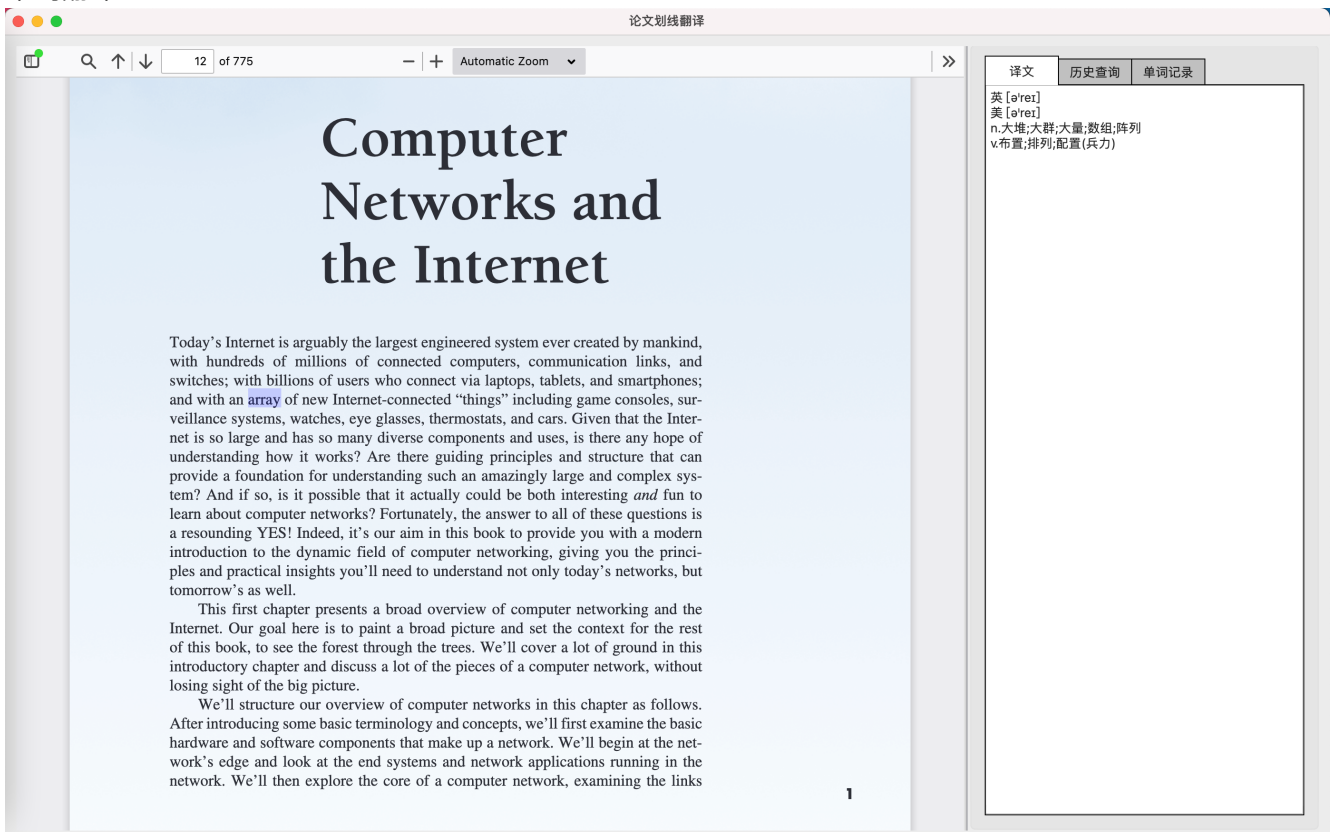 论文划线翻译
12 of 775
Automatic Zoom
译文 历史查询 单词记录
英 [ə'reɪ]
美 [ə'reɪ]
n.大堆;大群;大量;数组;阵列
v.布置;排列;配置(兵力)
Computer
Networks and
the Internet
Today’s Internet is arguably the largest engineered system ever created by mankind,
with hundreds of millions of connected computers, communication links, and
switches; with billions of users who connect via laptops, tablets, and smartphones;
and with an array of new Internet-connected “things” including game consoles, sur-
veillance systems, watches, eye glasses, thermostats, and cars. Given that the Inter-
net is so large and has so many diverse components and uses, is there any hope of
understanding how it works? Are there guiding principles and structure that can
provide a foundation for understanding such an amazingly large and complex sys-
tem? And if so, is it possible that it actually could be both interesting and fun to
learn about computer networks? Fortunately, the answer to all of these questions is
a resounding YES! Indeed, it’s our aim in this book to provide you with a modern
introduction to the dynamic field of computer networking, giving you the princi-
ples and practical insights you’ll need to understand not only today’s networks, but
tomorrow’s as well.
This first chapter presents a broad overview of computer networking and the
Internet. Our goal here is to paint a broad picture and set the context for the rest
of this book, to see the forest through the trees. We’ll cover a lot of ground in this
introductory chapter and discuss a lot of the pieces of a computer network, without
losing sight of the big picture.
We’ll structure our overview of computer networks in this chapter as follows.
After introducing some basic terminology and concepts, we’ll first examine the basic
hardware and software components that make up a network. We’ll begin at the net-
work’s edge and look at the end systems and network applications running in the
network. We’ll then explore the core of a computer network, examining the links
1